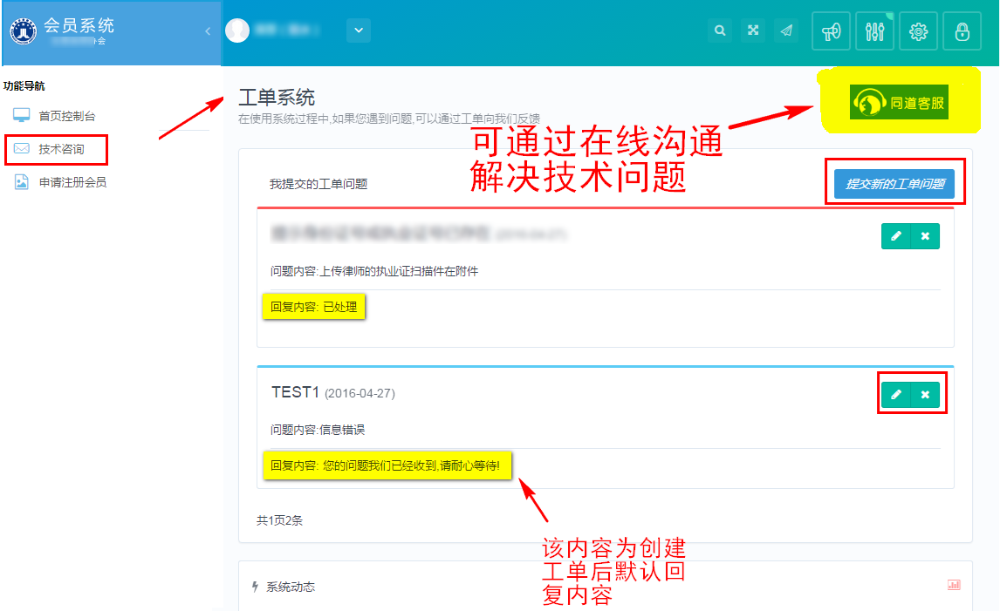 会员系统
协会
功能导航
首页控制台
技术咨询
申请注册会员
工单系统
在使用系统过程中,如果您遇到问题,可以通过工单向我们反馈
同道客服
可通过在线沟通
解决技术问题
我提交的工单问题
提交新的工单问题
问题内容:上传律师的执业证扫描件在附件
回复内容: 已处理
TEST1 (2016-04-27)
问题内容:信息错误
回复内容: 您的问题我们已经收到,请耐心等待!
共1页2条
该内容为创建
工单后默认回
复内容
系统动态